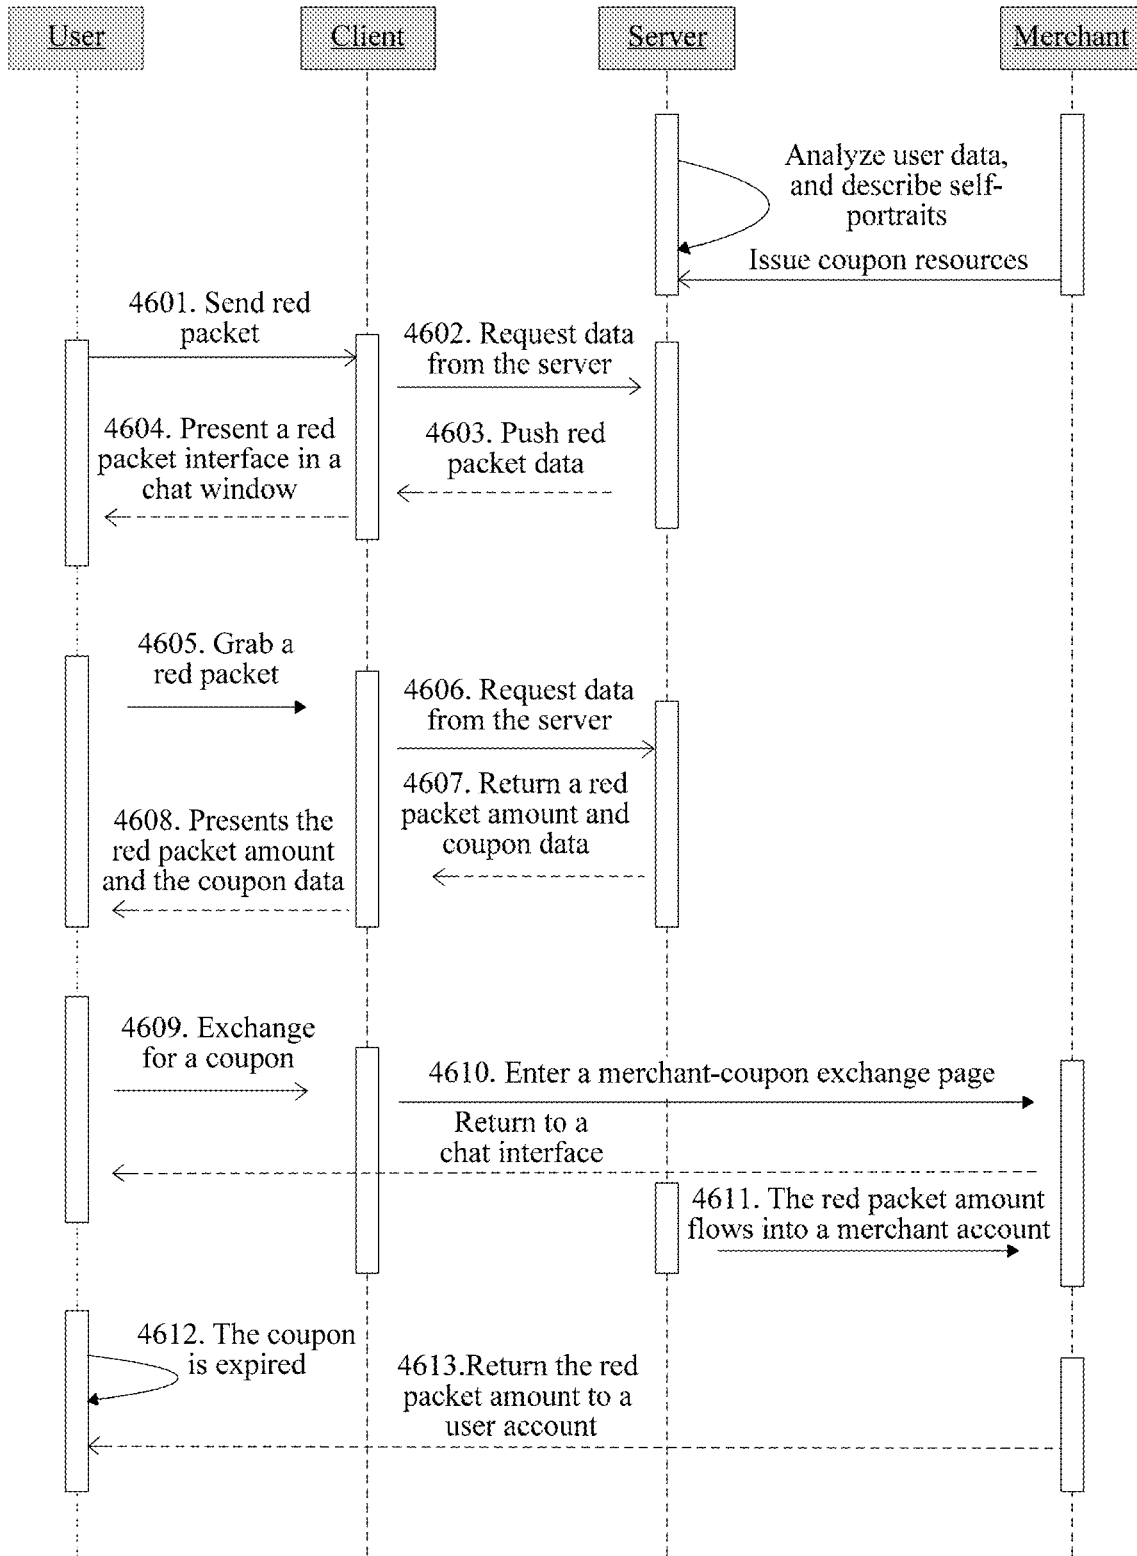 User
Client
Server
Merchant
Analyze user data,
and describe self-
portraits
Issue coupon resources
4601. Send red
packet
4602. Request data
from the server
4604. Present a red
packet interface in a
chat window
4603. Push red
packet data
4605. Grab a
red packet
4606. Request data
from the server
4607. Return a red
packet amount and
coupon data
4608. Presents the
red packet amount
and the coupon data
4609. Exchange
for a coupon
4610. Enter a merchant-coupon exchange page
Return to a
chat interface
4611. The red packet amount
flows into a merchant account
4612. The coupon
is expired
4613.Return the red
packet amount to a
user account